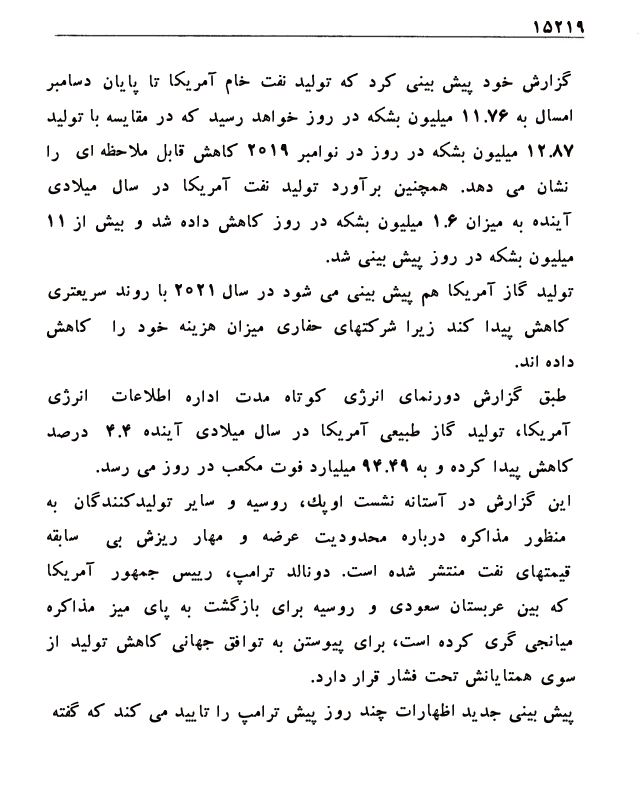 ۱۵۲۱۹
گزارش خود پیش بینی کرد که تولید نفت خام آمریکا تا پایان دسامبر
امسال به ۱۱.۷۶ میلیون بشکه در روز خواهد رسید که در مقایسه با تولید
۱۲.۸۷ میلیون بشکه در روز در نوامبر ۲۰۱۹ کاهش قابل ملاحظه ای را
نشان می دهد. همچنین برآورد تولید نفت آمریکا در سال میلادی
آینده به میزان ۱.۶ میلیون بشکه در روز کاهش داده شد و بیش از ۱۱
میلیون بشکه در روز پیش بینی شد.
تولید گاز آمریکا هم پیش بینی می شود در سال ۲۰۲۱ با روند سریعتری
کاهش پیدا کند زیرا شرکتهای حفاری میزان هزینه خود را کاهش
داده اند.
طبق گزارش دورنمای انرژی کوتاه مدت اداره اطلاعات انرژی
آمریکا، تولید گاز طبیعی آمریکا در سال میلادی آینده ۴.۴ درصد
کاهش پیدا کرده و به ۹۴.۴۹ میلیارد فوت مکعب در روز می رسد.
این گزارش در آستانه نشست اوپك، روسیه و سایر تولیدکنندگان به
منظور مذاکره درباره محدودیت عرضه و مهار ریزش بی سابقه
قیمتهای نفت منتشر شده است. دونالد ترامپ، رییس جمهور آمریکا
که بین عربستان سعودی و روسیه برای بازگشت به پای میز مذاکره
میانجی گری کرده است، برای پیوستن به توافق جهانی کاهش تولید از
سوی همتایانش تحت فشار قرار دارد.
پیش بینی جدید اظهارات چند روز پیش ترامپ را تایید می کند که گفته